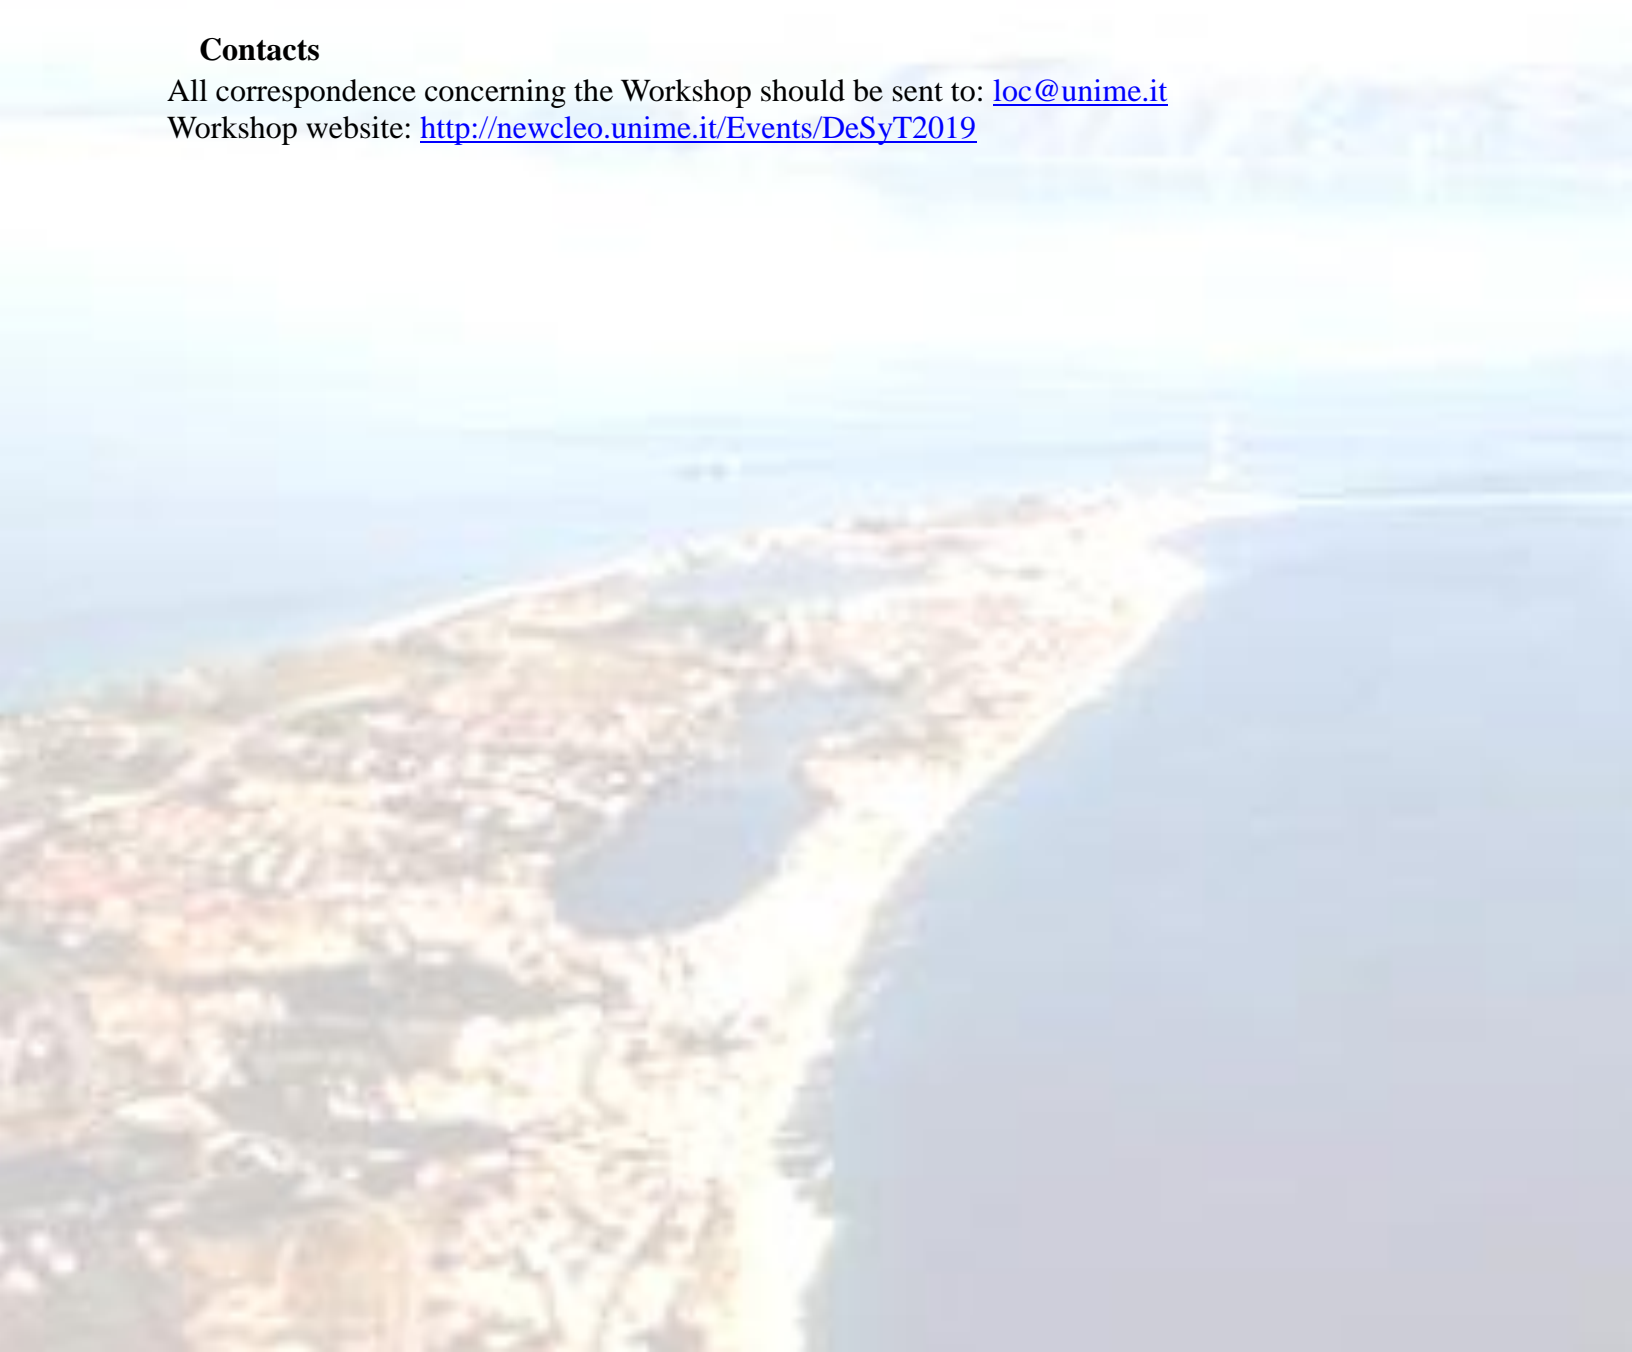 Contacts
All correspondence concerning the Workshop should be sent to: loc@unime.it
Workshop website: http://newcleo.unime.it/Events/DeSyT2019